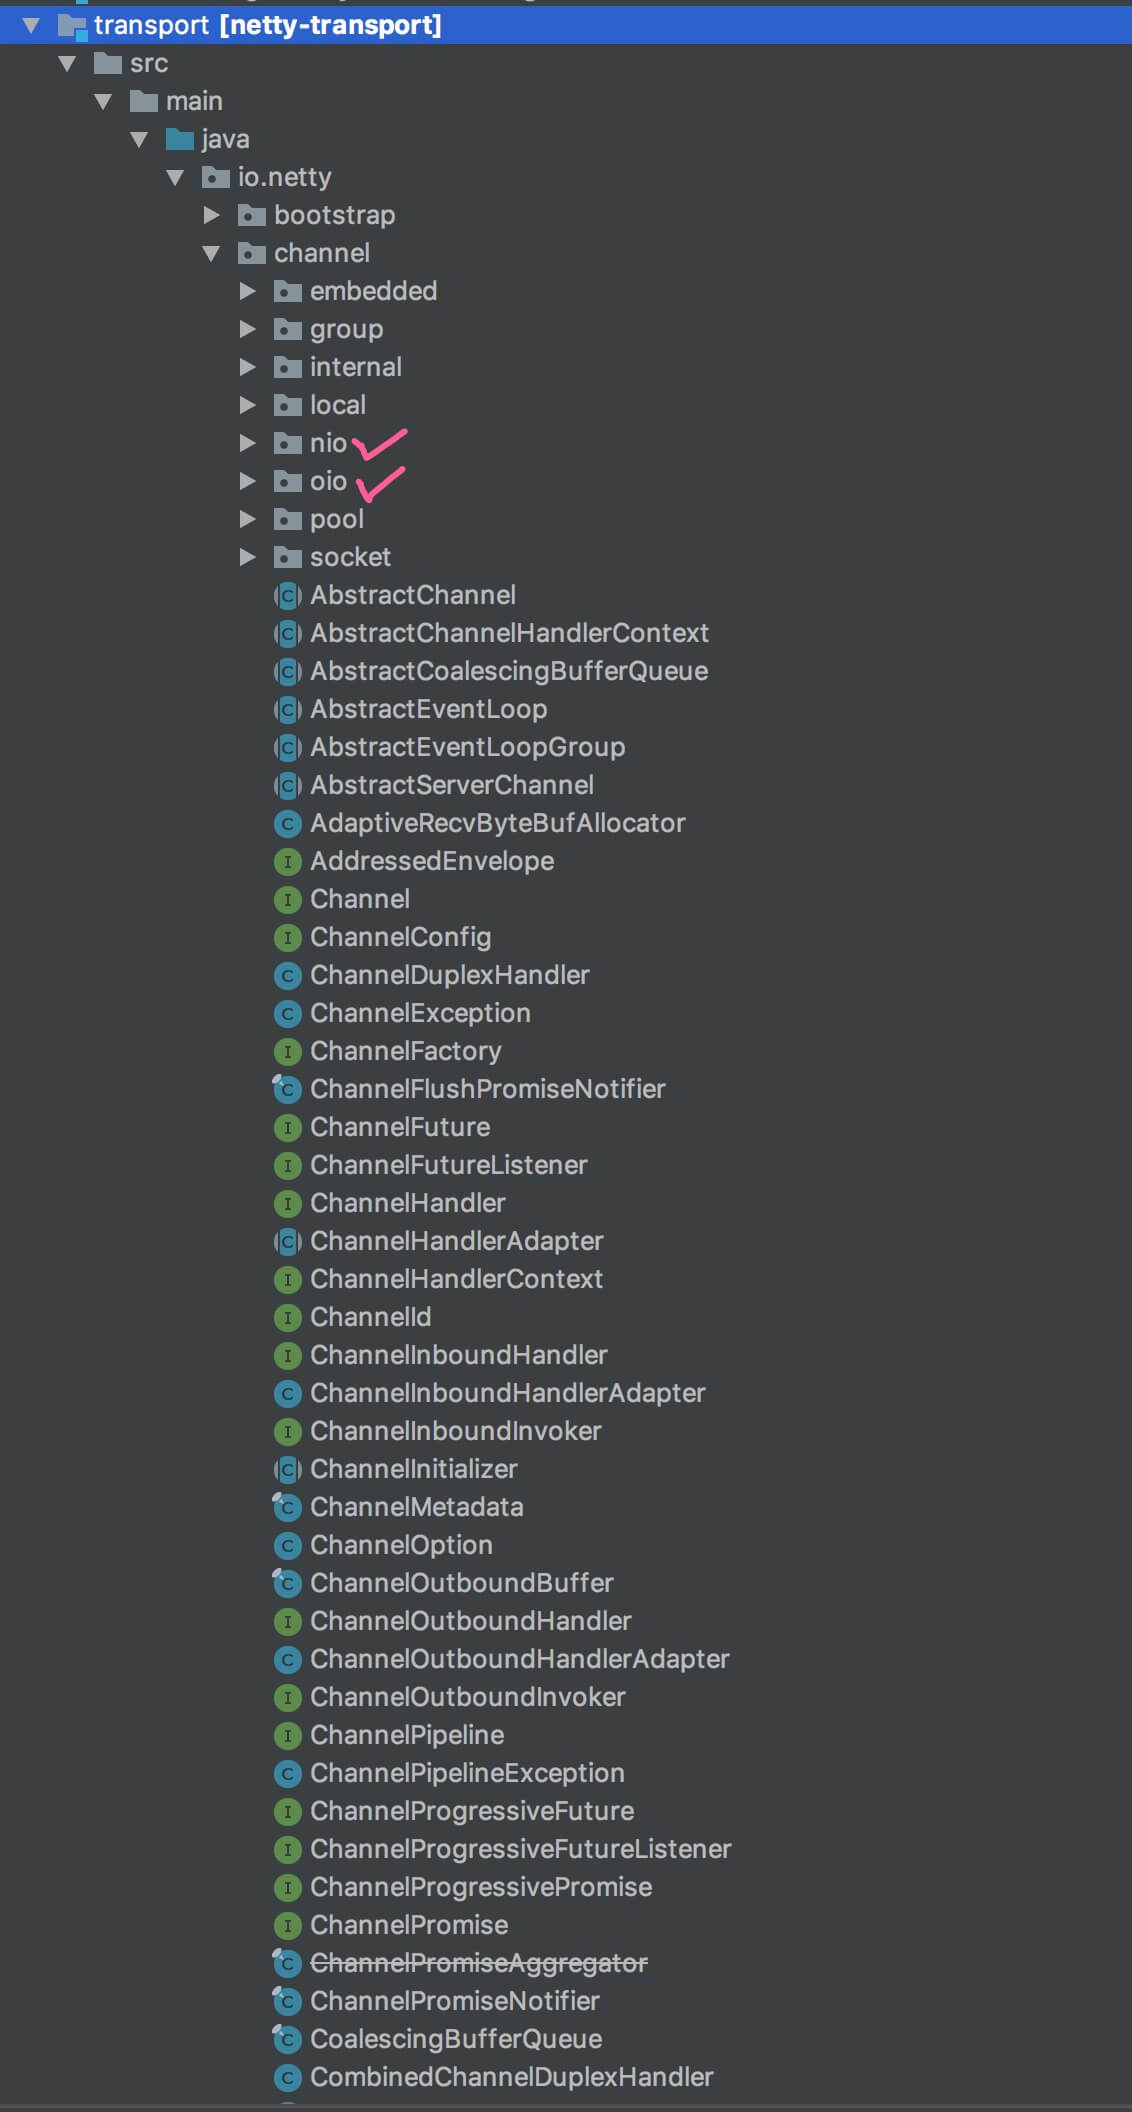 transport [netty-transport]
src
main
java
io.netty
bootstrap
channel
embedded
group
internal
local
nio
oio
pool
socket
AbstractChannel
AbstractChannelHandlerContext
AbstractCoalescingBufferQueue
AbstractEventLoop
AbstractEventLoopGroup
AbstractServerChannel
AdaptiveRecvByteBufAllocator
AddressedEnvelope
Channel
ChannelConfig
ChannelDuplexHandler
ChannelException
ChannelFactory
ChannelFlushPromiseNotifier
ChannelFuture
ChannelFutureListener
ChannelHandler
ChannelHandlerAdapter
ChannelHandlerContext
ChannelId
ChannelInboundHandler
ChannelInboundHandlerAdapter
ChannelInboundInvoker
ChannelInitializer
ChannelMetadata
ChannelOption
ChannelOutboundBuffer
ChannelOutboundHandler
ChannelOutboundHandlerAdapter
ChannelOutboundInvoker
ChannelPipeline
ChannelPipelineException
ChannelProgressiveFuture
ChannelProgressiveFutureListener
ChannelProgressivePromise
ChannelPromise
ChannelPromiseAggregator
ChannelPromiseNotifier
CoalescingBufferQueue
CombinedChannelDuplexHandler